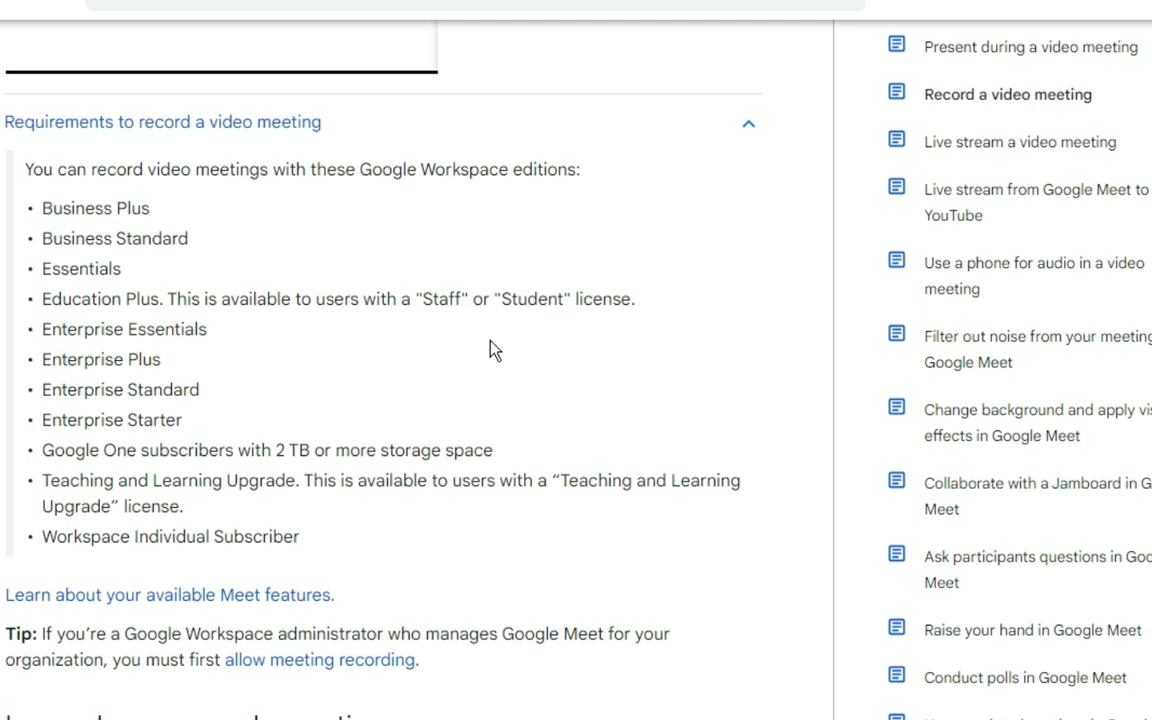 Requirements to record a video meeting
You can record video meetings with these Google Workspace editions:
• Business Plus
• Business Standard
• Essentials
• Education Plus. This is available to users with a "Staff" or "Student" license.
• Enterprise Essentials
• Enterprise Plus
• Enterprise Standard
• Enterprise Starter
• Google One subscribers with 2 TB or more storage space
• Teaching and Learning Upgrade. This is available to users with a “Teaching and Learning
Upgrade” license.
• Workspace Individual Subscriber
Learn about your available Meet features.
Tip: If you’re a Google Workspace administrator who manages Google Meet for your
organization, you must first allow meeting recording.
Present during a video meeting
Record a video meeting
Live stream a video meeting
Live stream from Google Meet to
YouTube
Use a phone for audio in a video
meeting
Filter out noise from your meeting
Google Meet
Change background and apply
effects in Google Meet
Collaborate with a Jamboard in
Meet
Ask participants questions in
Meet
Raise your hand in Google Meet
Conduct polls in Google Meet